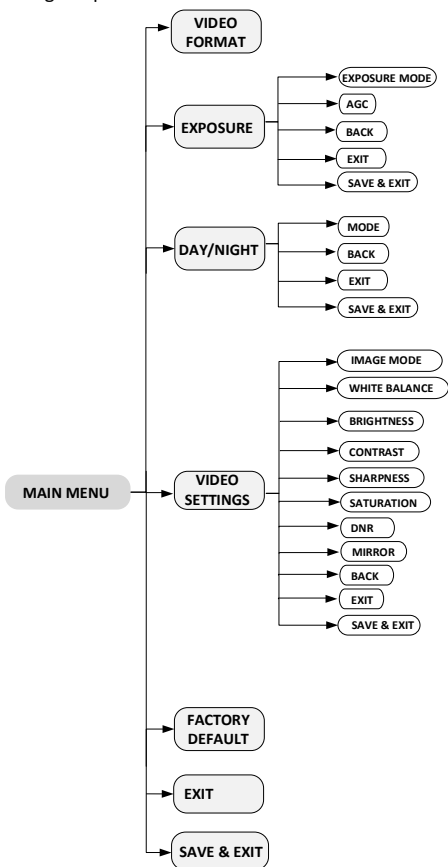 VIDEO
FORMAT
EXPOSURE
EXPOSURE MODE
AGC
BACK
EXIT
SAVE & EXIT
DAY/NIGHT
MODE
BACK
EXIT
SAVE & EXIT
MAIN MENU
VIDEO
SETTINGS
IMAGE MODE
WHITE BALANCE
BRIGHTNESS
CONTRAST
SHARPNESS
SATURATION
DNR
MIRROR
BACK
EXIT
SAVE & EXIT
FACTORY
DEFAULT
EXIT
SAVE & EXIT